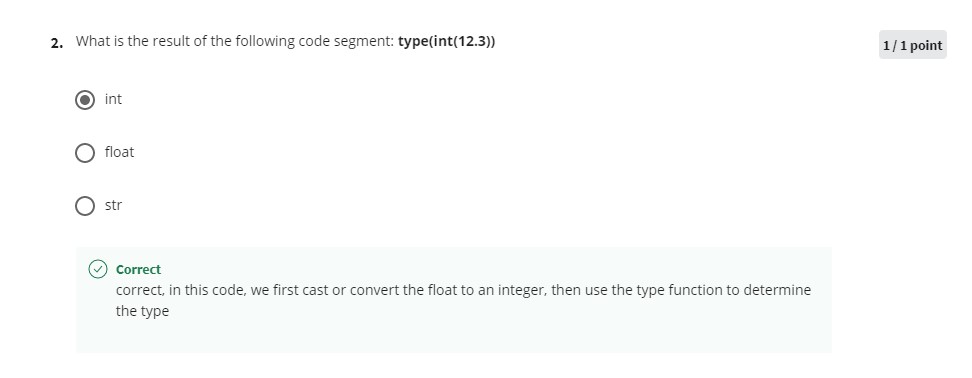 2. What is the result of the following code segment: type(int(12.3))
1 / 1 point
int
float
str
Correct
correct, in this code, we first cast or convert the float to an integer, then use the type function to determine
the type